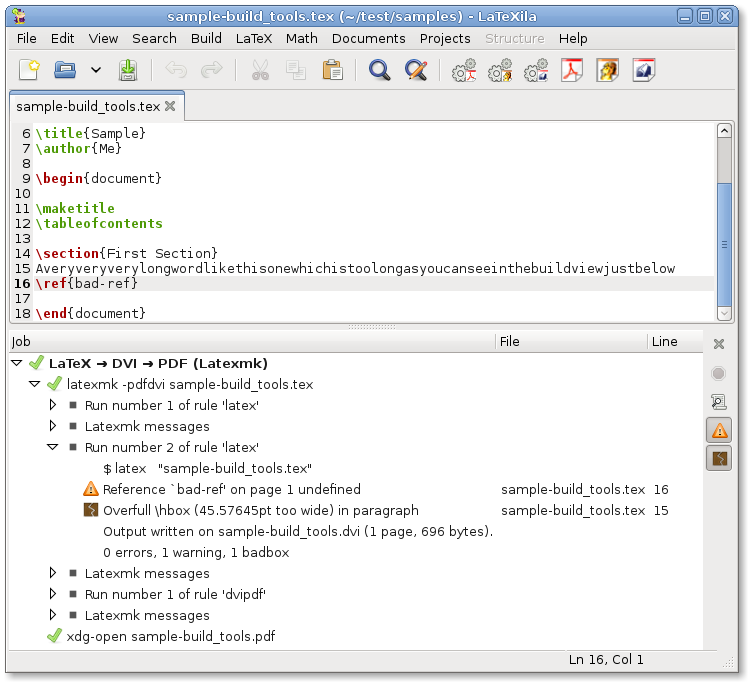 sample-build_tools.tex (~/test/samples) - LaTeXila
File Edit View Search Build LaTeX Math Documents Projects Structure Help
sample-build_tools.tex
6 \title{Sample}
7 \author{Me}
8
9 \begin{document}
10
11 \maketitle
12 \tableofcontents
13
14 \section{First Section}
15 Averyveryverylongwordlikethisonewhichistoolongasyoucanseeinthebuildviewjustbelow
16 \ref{bad-ref}
17
18 \end{document}
Job File Line
LaTeX → DVI → PDF (Latexmk)
latexmk -pdfdvi sample-build_tools.tex
Run number 1 of rule 'latex'
Latexmk messages
Run number 2 of rule 'latex'
$ latex "sample-build_tools.tex"
Reference `bad-ref' on page 1 undefined sample-build_tools.tex 16
Overfull \hbox (45.57645pt too wide) in paragraph sample-build_tools.tex 15
Output written on sample-build_tools.dvi (1 page, 696 bytes).
0 errors, 1 warning, 1 badbox
Latexmk messages
Run number 1 of rule 'dvipdf'
Latexmk messages
xdg-open sample-build_tools.pdf
Ln 16, Col 1